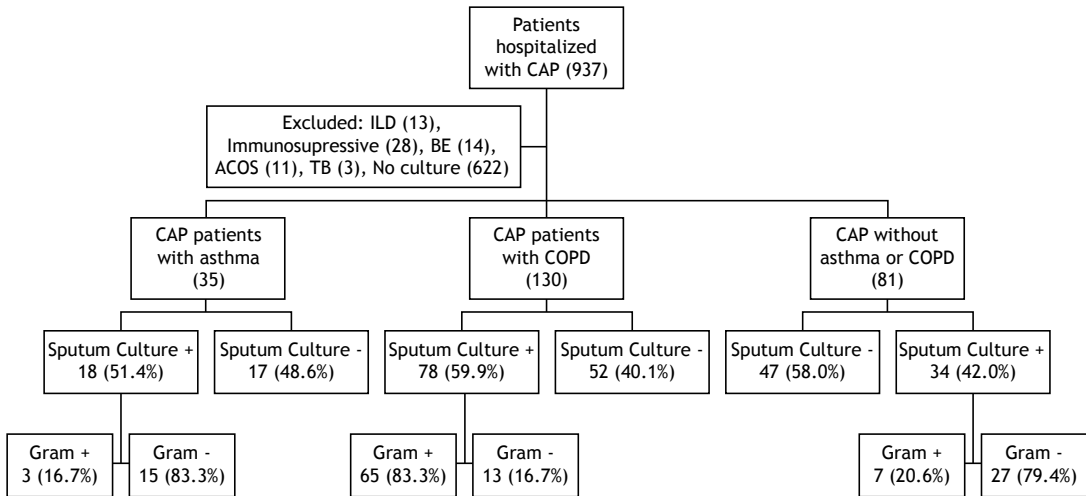 Patients
hospitalized
with CAP (937)
Excluded: ILD (13),
Immunosupressive (28), BE (14),
ACOS (11), TB (3), No culture (622)
CAP patients
with asthma
(35)
CAP patients
with COPD
(130)
CAP without
asthma or COPD
(81)
Sputum Culture +
18 (51.4%)
Sputum Culture -
17 (48.6%)
Sputum Culture +
78 (59.9%)
Sputum Culture -
52 (40.1%)
Sputum Culture -
47 (58.0%)
Sputum Culture +
34 (42.0%)
Gram +
3 (16.7%)
Gram -
15 (83.3%)
Gram +
65 (83.3%)
Gram -
13 (16.7%)
Gram +
7 (20.6%)
Gram -
27 (79.4%)